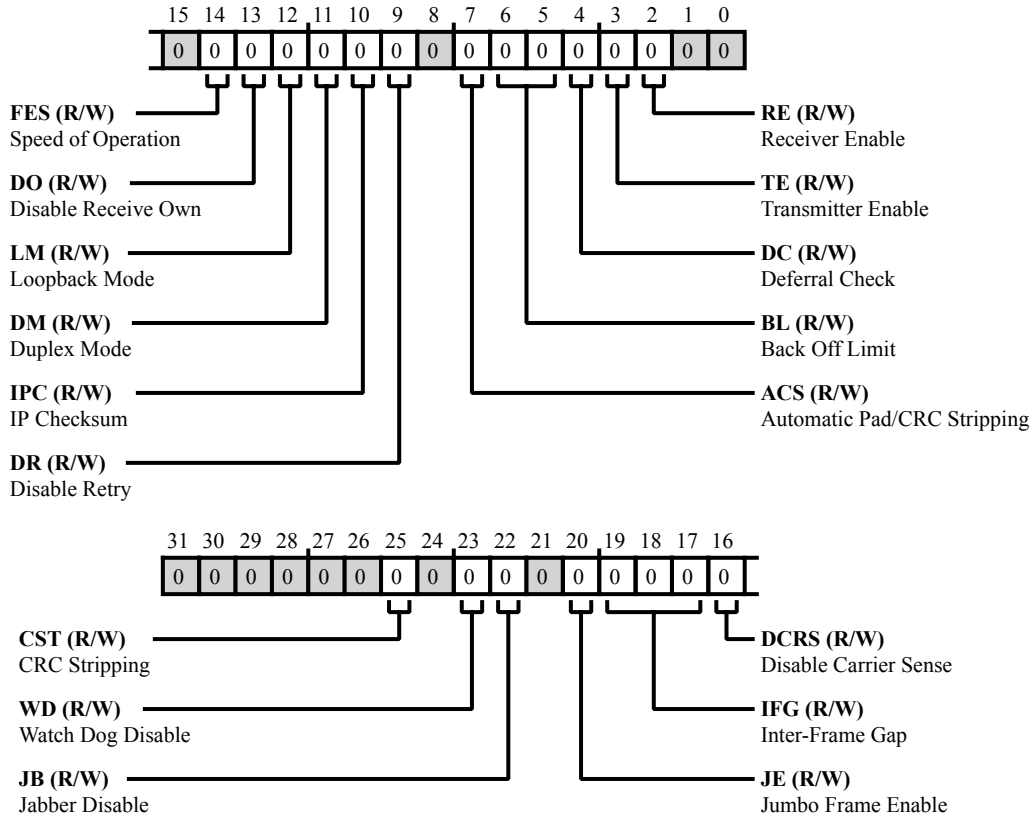 15 14 13 12 11 10 9 8 7 6 5 4 3 2 1 0
0 0 0 0 0 0 0 0 0 0 0 0 0 0 0 0
FES (R/W)
Speed of Operation
DO (R/W)
Disable Receive Own
LM (R/W)
Loopback Mode
DM (R/W)
Duplex Mode
IPC (R/W)
IP Checksum
DR (R/W)
Disable Retry
RE (R/W)
Receiver Enable
TE (R/W)
Transmitter Enable
DC (R/W)
Deferral Check
BL (R/W)
Back Off Limit
ACS (R/W)
Automatic Pad/CRC Stripping
31 30 29 28 27 26 25 24 23 22 21 20 19 18 17 16
0 0 0 0 0 0 0 0 0 0 0 0 0 0 0 0
CST (R/W)
CRC Stripping
WD (R/W)
Watch Dog Disable
JB (R/W)
Jabber Disable
DCRS (R/W)
Disable Carrier Sense
IFG (R/W)
Inter-Frame Gap
JE (R/W)
Jumbo Frame Enable